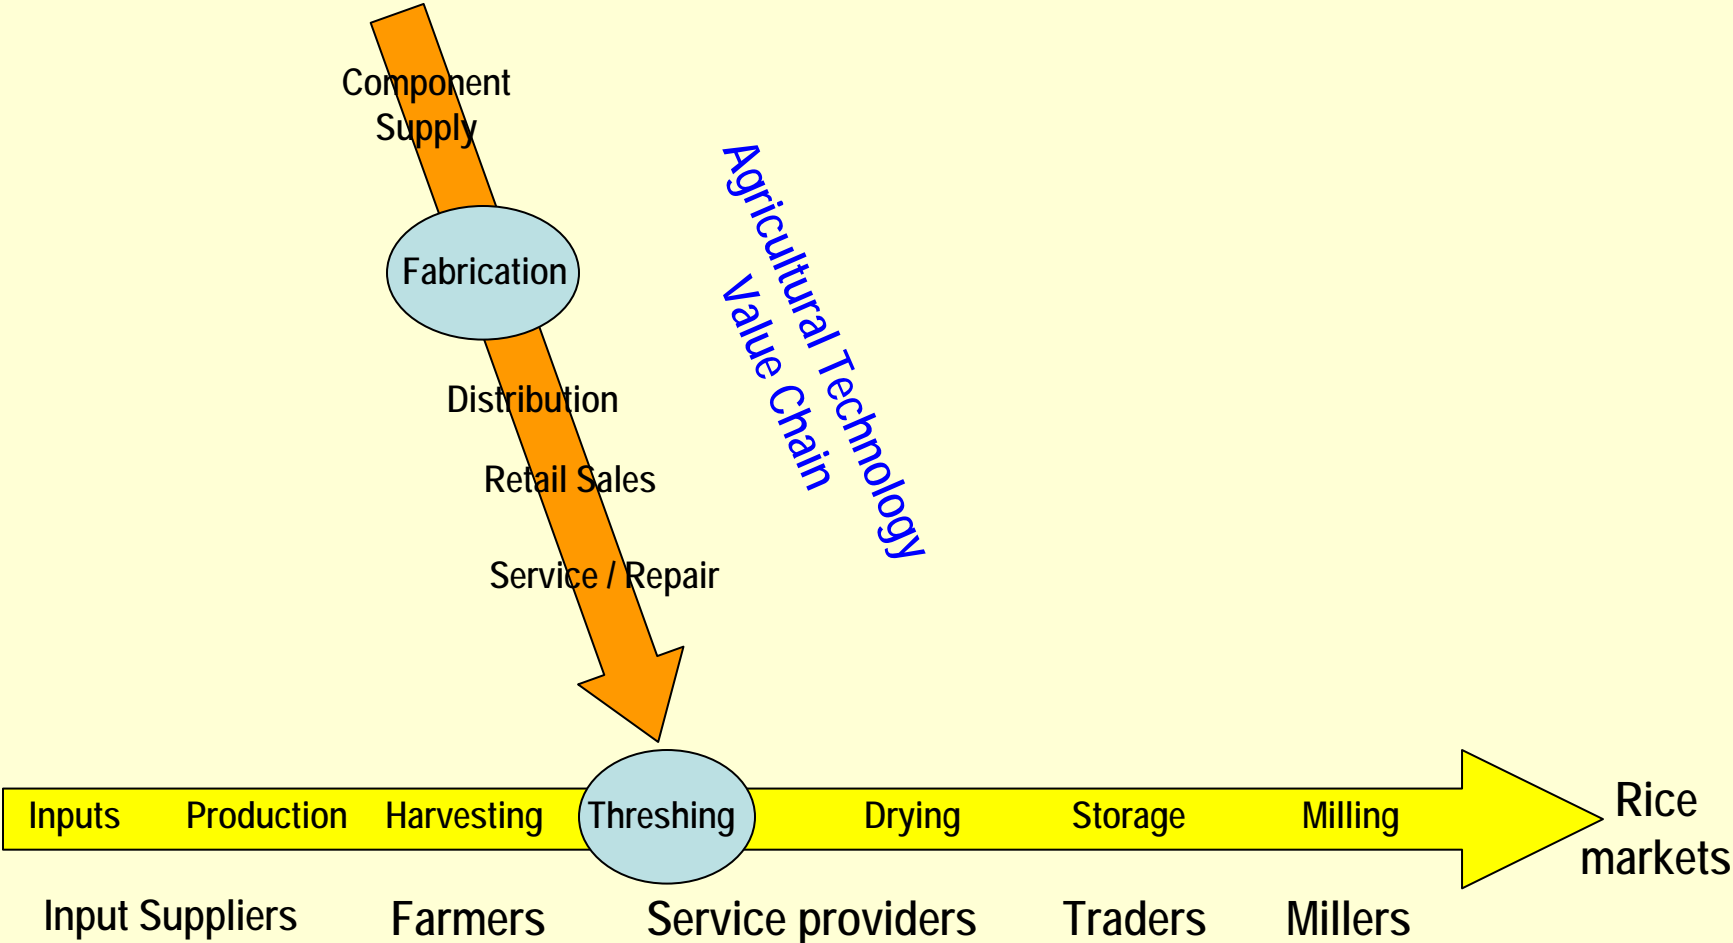 Component
Supply
Fabrication
Distribution
Retail Sales
Service / Repair
Agricultural Technology
Value Chain
Inputs Production Harvesting Threshing Drying Storage Milling
Rice
markets
Input Suppliers Farmers Service providers Traders Millers